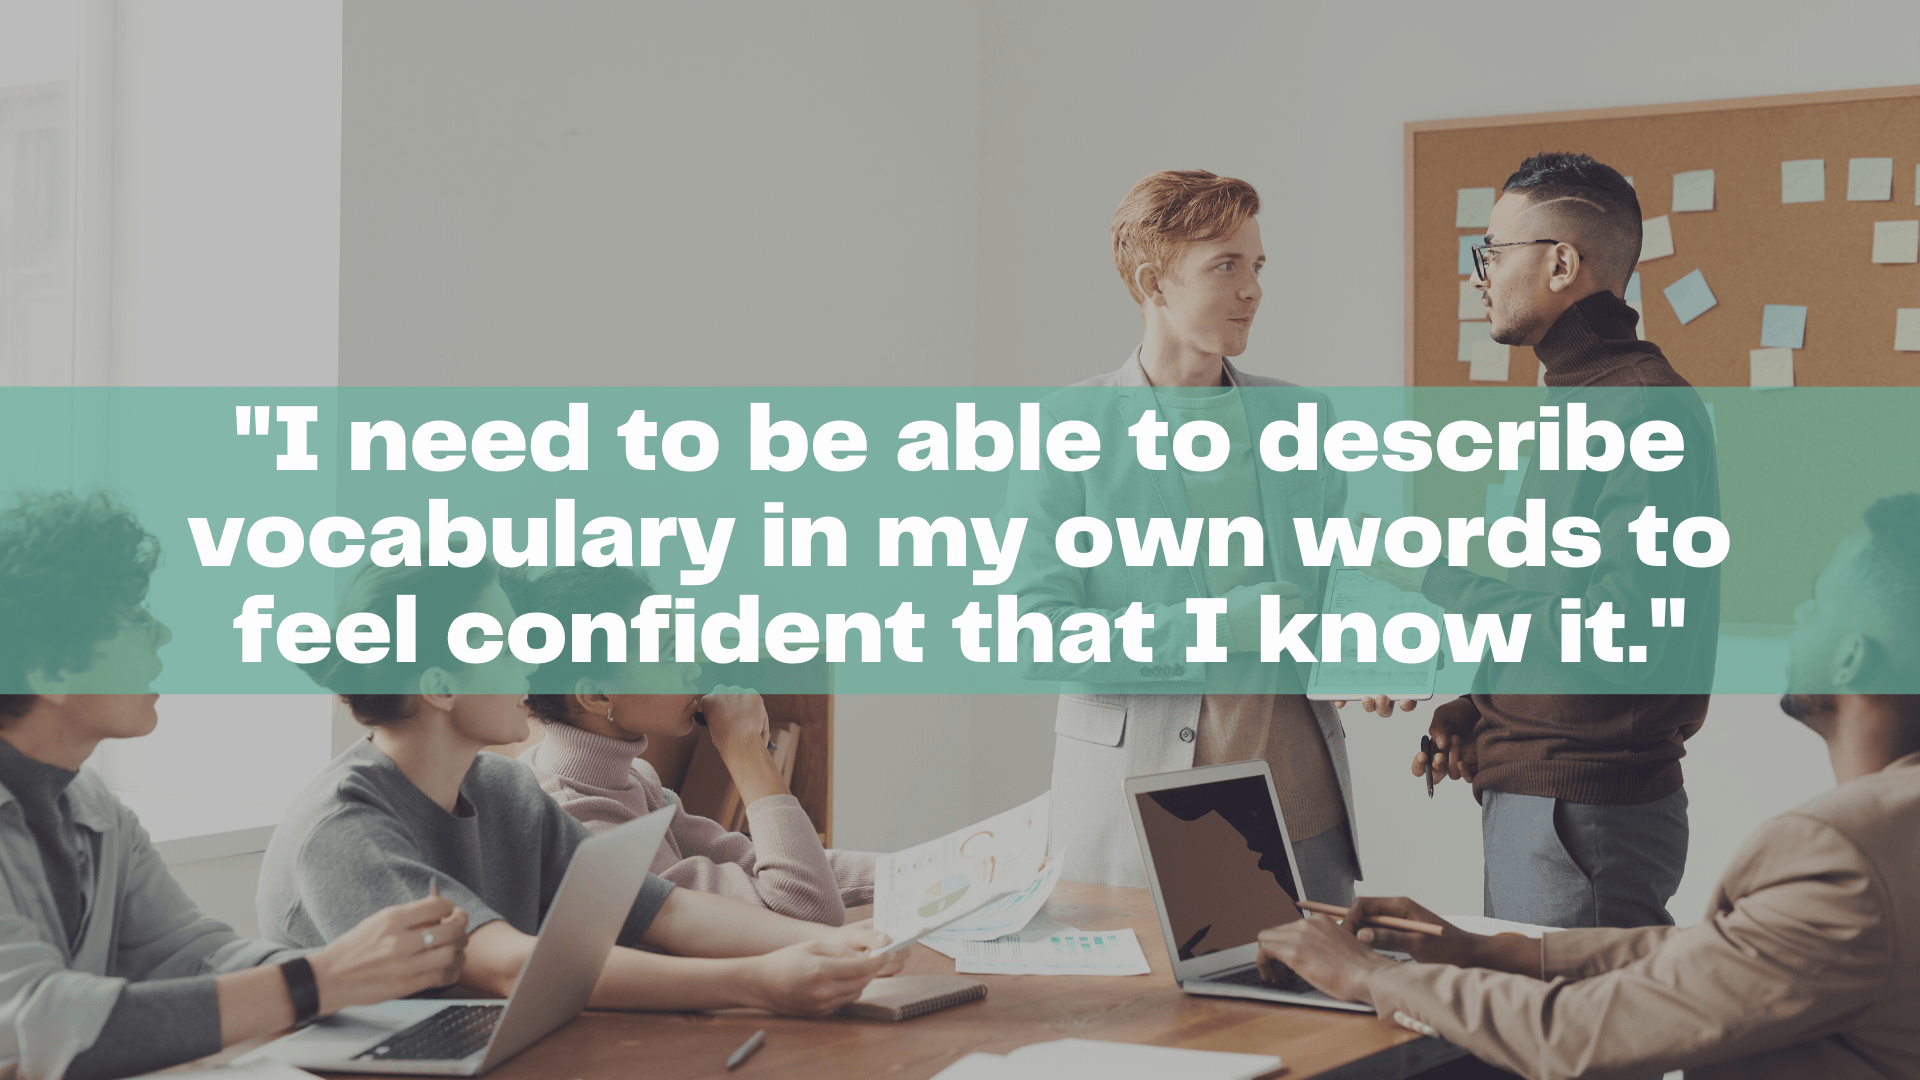 "I need to be able to describe
vocabulary in my own words to
feel confident that I know it."